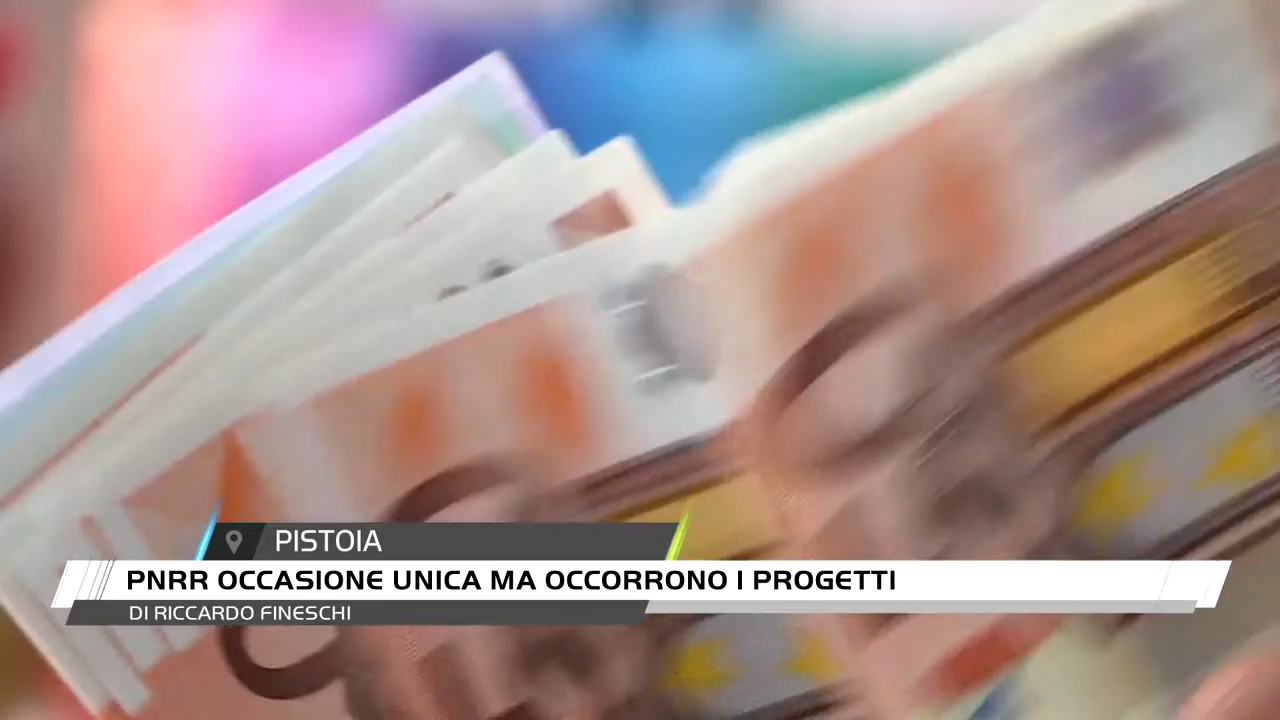 PISTOIA
PNRR OCCASIONE UNICA MA OCCORRONO I PROGETTI
DI RICCARDO FINESCHI